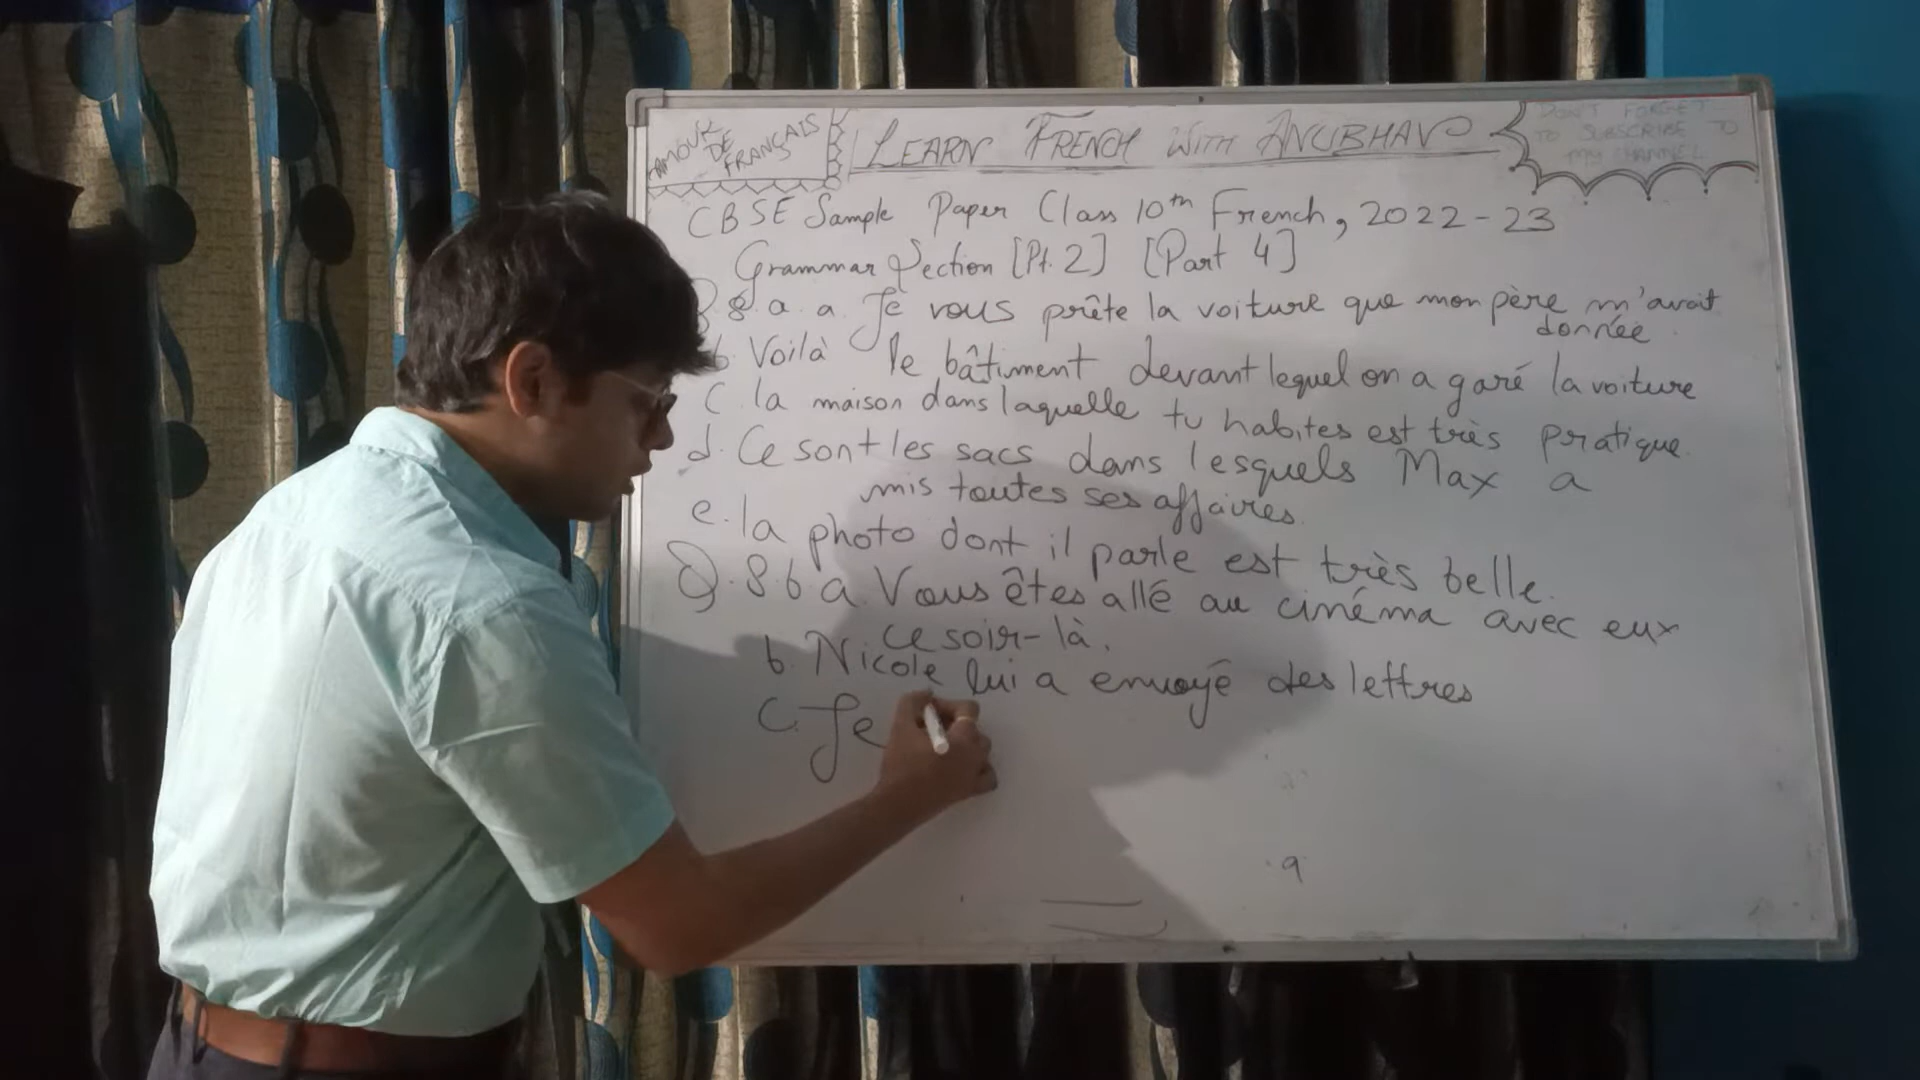 AMOUR DE FRANÇAIS
LEARN FRENCH WITH ANUBHAV
DON'T FORGET
TO SUBSCRIBE TO
MY CHANNEL
CBSE Sample Paper Class 10th French, 2022-23
Grammar Section [Pt. 2] [Part 4]
8. a. a. Je vous prête la voiture que mon père m'avait
donnée.
b. Voilà le bâtiment devant lequel on a garé la voiture
c. la maison dans laquelle tu habites est très pratique.
d. Ce sont les sacs dans lesquels Max a
mis toutes ses affaires.
e. la photo dont il parle est très belle.
Q. 8. b a. Vous êtes allé au cinéma avec eux
ce soir-là.
b. Nicole lui a envoyé des lettres
c. Je
9